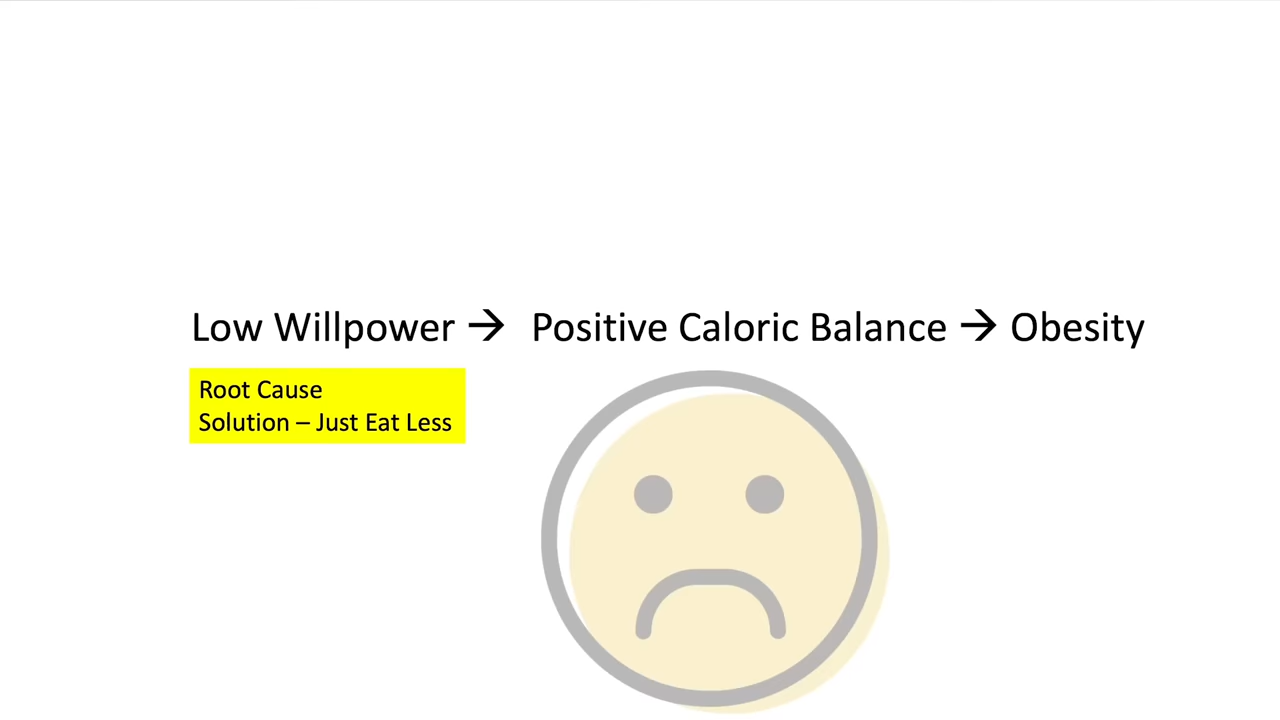 Low Willpower → Positive Caloric Balance → Obesity
Root Cause
Solution – Just Eat Less